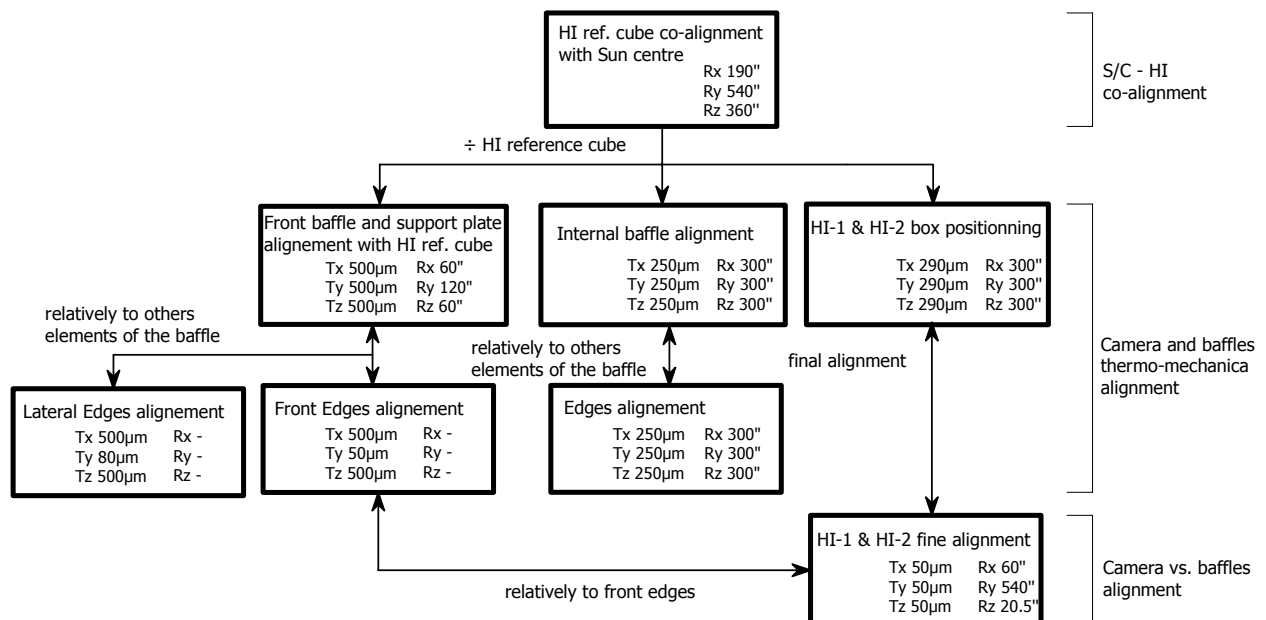 HI ref. cube co-alignment
with Sun centre
Rx 190"
Ry 540"
Rz 360"
S/C - HI
co-alignment
÷ HI reference cube
Front baffle and support plate
alignement with HI ref. cube
Tx 500µm Rx 60"
Ty 500µm Ry 120"
Tz 500µm Rz 60"
Internal baffle alignment
Tx 250µm Rx 300"
Ty 250µm Ry 300"
Tz 250µm Rz 300"
HI-1 & HI-2 box positionning
Tx 290µm Rx 300"
Ty 290µm Ry 300"
Tz 290µm Rz 300"
relatively to others
elements of the baffle
relatively to others
elements of the baffle
final alignment
Camera and baffles
thermo-mechanica
alignment
Lateral Edges alignement
Tx 500µm Rx -
Ty 80µm Ry -
Tz 500µm Rz -
Front Edges alignement
Tx 500µm Rx -
Ty 50µm Ry -
Tz 500µm Rz -
Edges alignement
Tx 250µm Rx 300"
Ty 250µm Ry 300"
Tz 250µm Rz 300"
HI-1 & HI-2 fine alignment
Tx 50µm Rx 60"
Ty 50µm Ry 540"
Tz 50µm Rz 20.5"
relatively to front edges
Camera vs. baffles
alignment